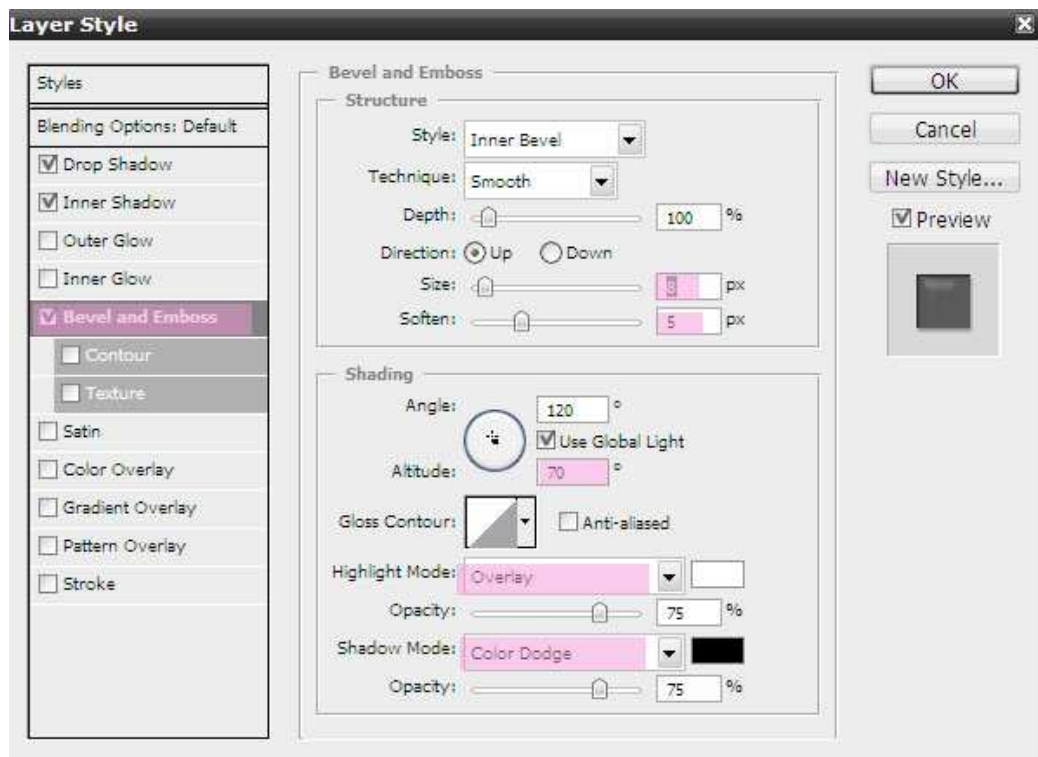 Layer Style
Styles
Blending Options: Default
Drop Shadow
Inner Shadow
Outer Glow
Inner Glow
Bevel and Emboss
Contour
Texture
Satin
Color Overlay
Gradient Overlay
Pattern Overlay
Stroke
Bevel and Emboss
Structure
Style: Inner Bevel
Technique: Smooth
Depth: 100 %
Direction: Up Down
Size: px
Soften: 5 px
Shading
Angle: 120 °
Use Global Light
Altitude: 70 °
Gloss Contour: Anti-aliased
Highlight Mode: Overlay
Opacity: 75 %
Shadow Mode: Color Dodge
Opacity: 75 %
OK
Cancel
New Style...
Preview